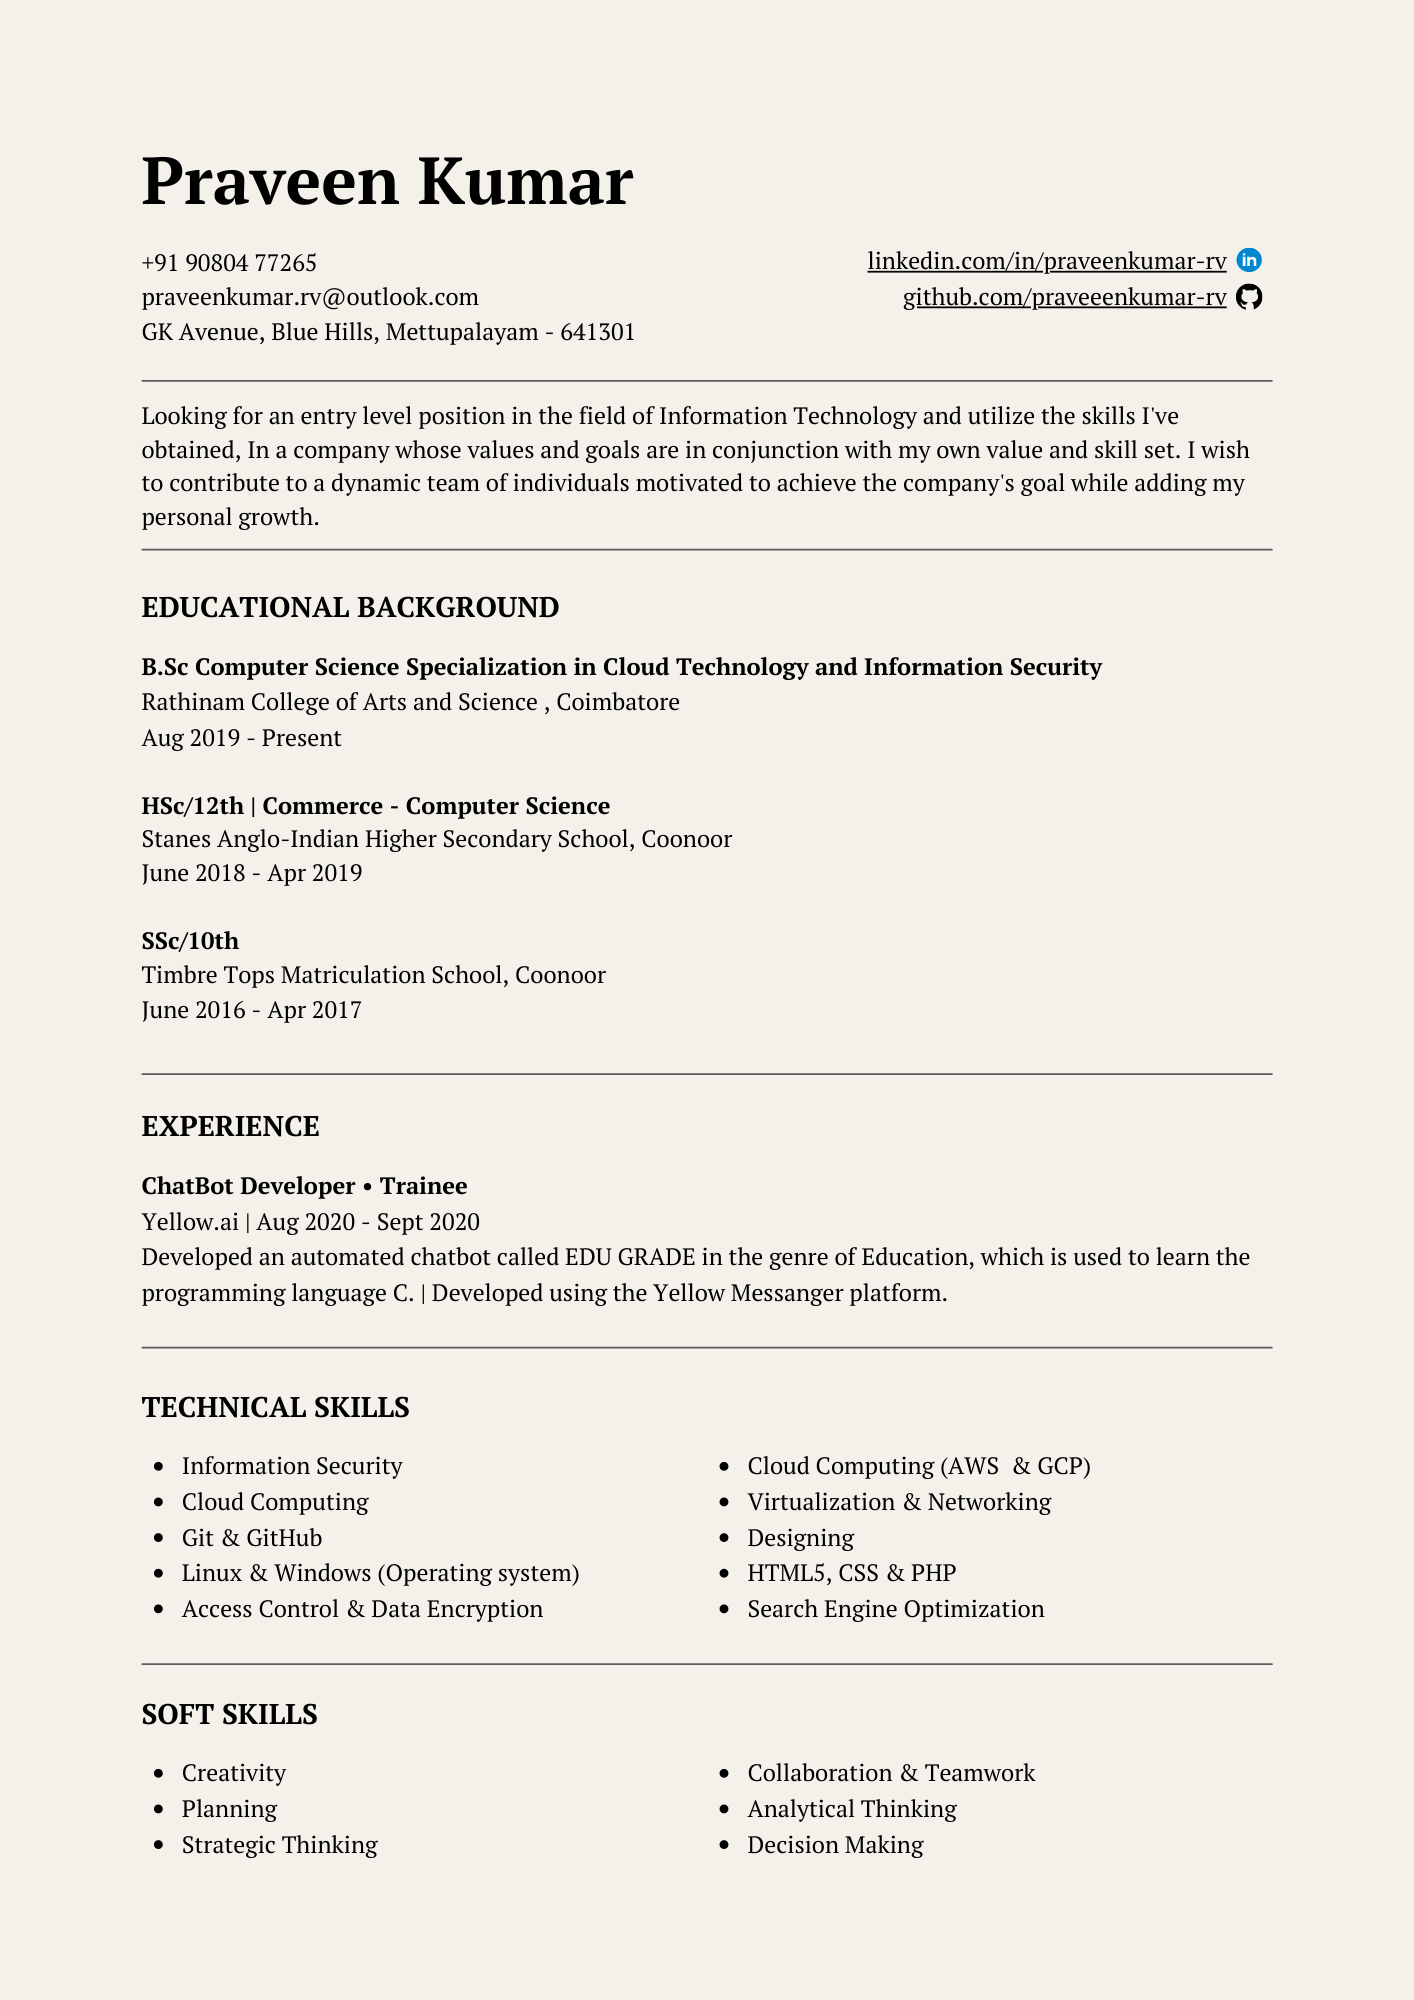 Praveen Kumar
+91 90804 77265
praveenkumar.rv@outlook.com
GK Avenue, Blue Hills, Mettupalayam - 641301
linkedin.com/in/praveenkumar-rv
github.com/praveeenkumar-rv
Looking for an entry level position in the field of Information Technology and utilize the skills I've
obtained, In a company whose values and goals are in conjunction with my own value and skill set. I wish
to contribute to a dynamic team of individuals motivated to achieve the company's goal while adding my
personal growth.
EDUCATIONAL BACKGROUND
B.Sc Computer Science Specialization in Cloud Technology and Information Security
Rathinam College of Arts and Science , Coimbatore
Aug 2019 - Present
HSc/12th | Commerce - Computer Science
Stanes Anglo-Indian Higher Secondary School, Coonoor
June 2018 - Apr 2019
SSc/10th
Timbre Tops Matriculation School, Coonoor
June 2016 - Apr 2017
EXPERIENCE
ChatBot Developer • Trainee
Yellow.ai | Aug 2020 - Sept 2020
Developed an automated chatbot called EDU GRADE in the genre of Education, which is used to learn the
programming language C. | Developed using the Yellow Messanger platform.
TECHNICAL SKILLS
• Information Security
• Cloud Computing
• Git & GitHub
• Linux & Windows (Operating system)
• Access Control & Data Encryption
• Cloud Computing (AWS  & GCP)
• Virtualization & Networking
• Designing
• HTML5, CSS & PHP
• Search Engine Optimization
SOFT SKILLS
• Creativity
• Planning
• Strategic Thinking
• Collaboration & Teamwork
• Analytical Thinking
• Decision Making